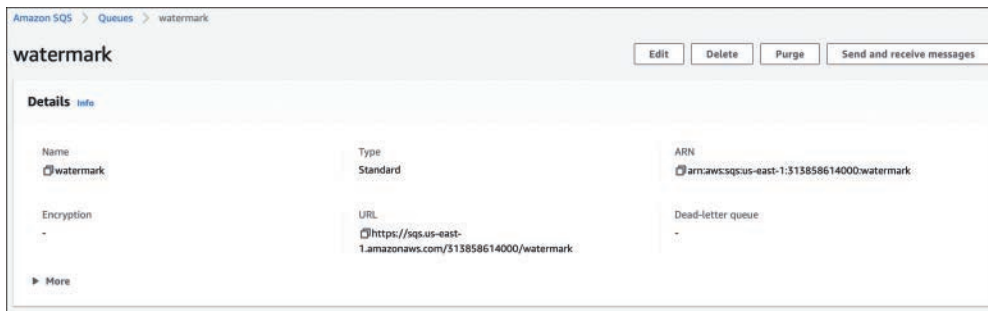 Amazon SQS > Queues > watermark
watermark
Edit Delete Purge Send and receive messages
Details Info
Name Type ARN
watermark Standard arn:aws:sqs:us-east-1:313858614000:watermark
Encryption URL Dead-letter queue
- https://sqs.us-east- -
1.amazonaws.com/313858614000/watermark
▶ More